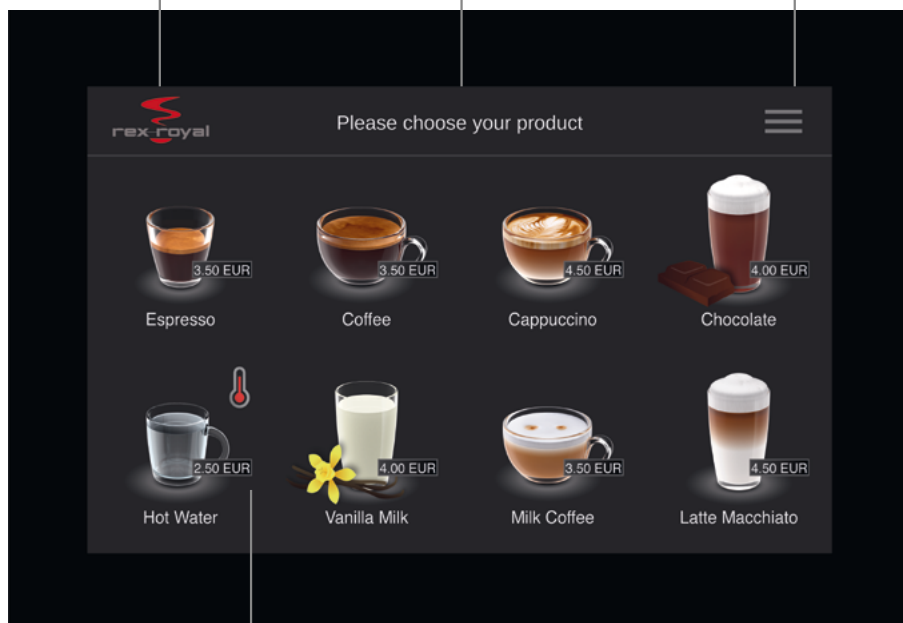 rex-royal
Please choose your product
3.50 EUR
3.50 EUR
4.50 EUR
4.00 EUR
Espresso
Coffee
Cappuccino
Chocolate
2.50 EUR
4.00 EUR
3.50 EUR
4.50 EUR
Hot Water
Vanilla Milk
Milk Coffee
Latte Macchiato